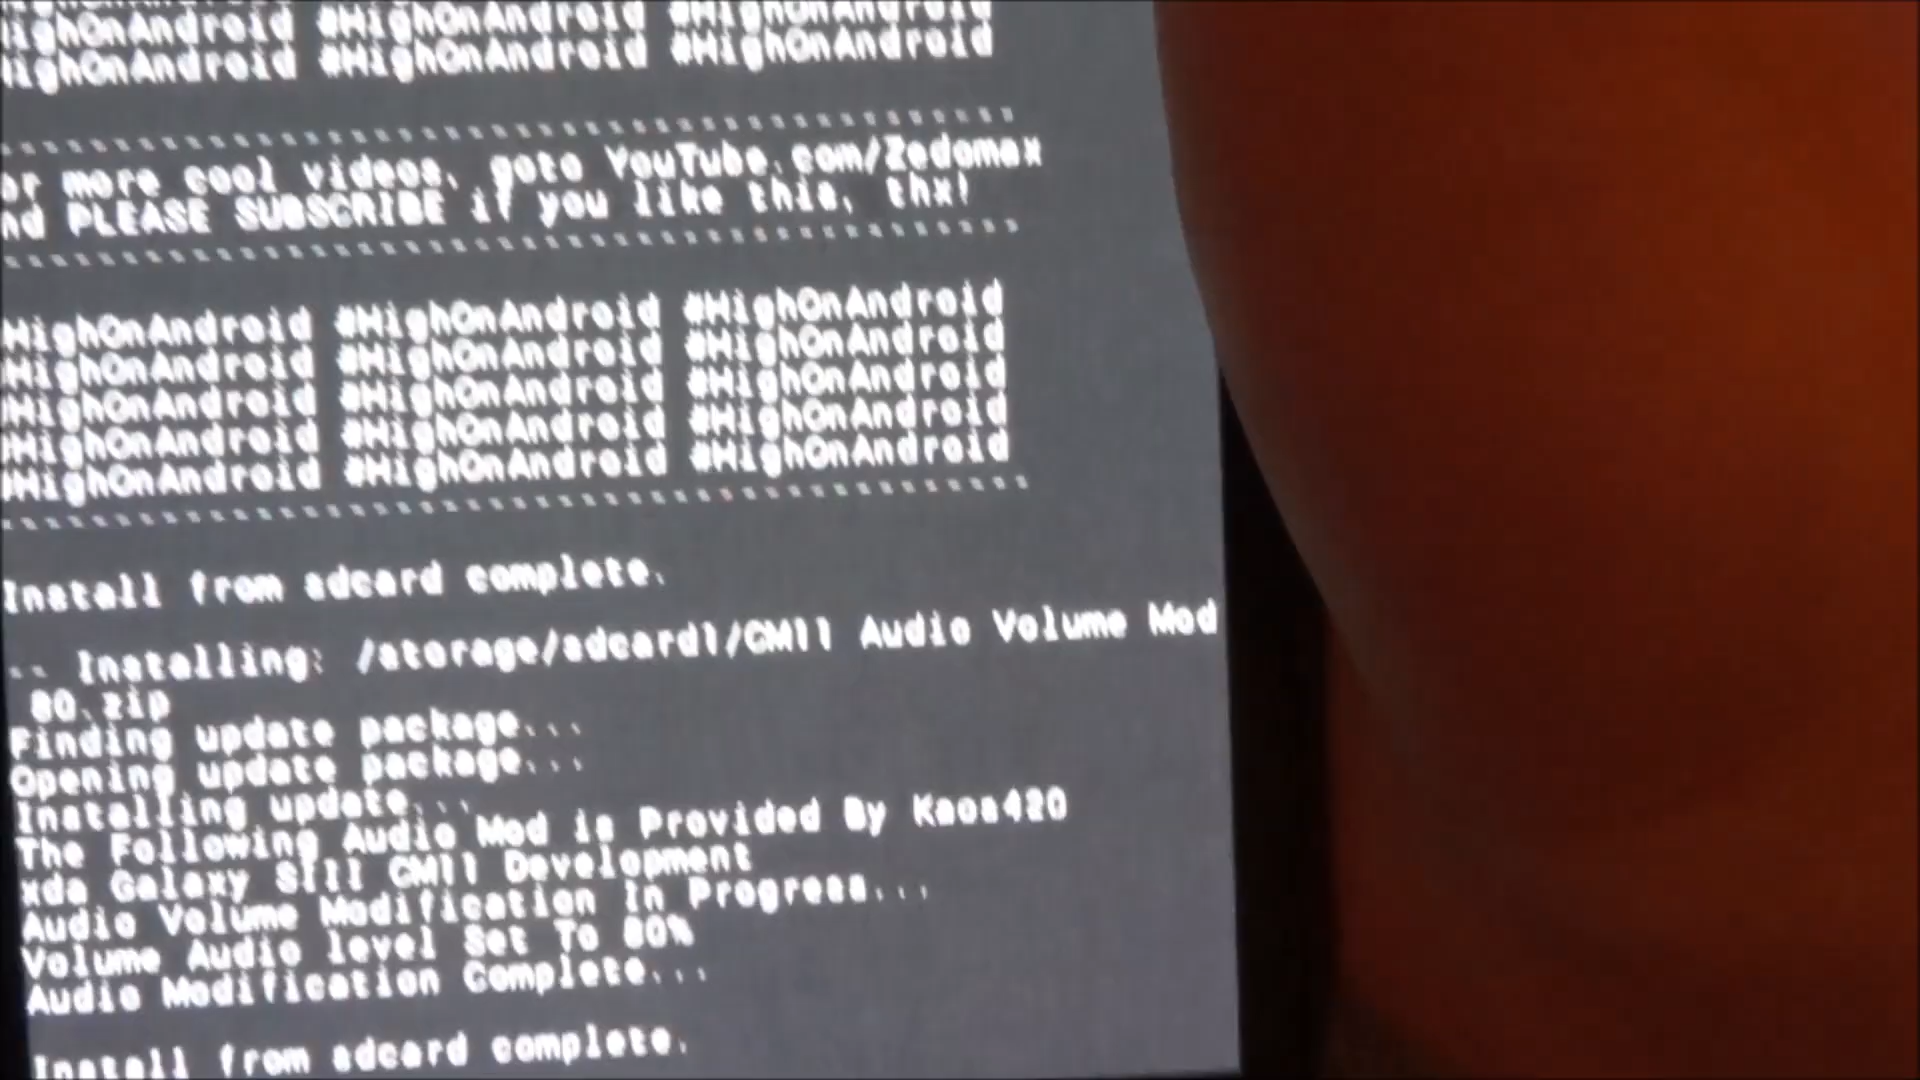 ighOnAndroid #HighOnAndroid #HighOnAndroid
ighOnAndroid #HighOnAndroid #HighOnAndroid
or more cool videos, goto YouTube.com/Zedomax
nd PLEASE SUBSCRIBE if you like this, thx!
HighOnAndroid #HighOnAndroid #HighOnAndroid
HighOnAndroid #HighOnAndroid #HighOnAndroid
HighOnAndroid #HighOnAndroid #HighOnAndroid
HighOnAndroid #HighOnAndroid #HighOnAndroid
#HighOnAndroid #HighOnAndroid #HighOnAndroid
Install from sdcard complete.
-- Installing: /storage/sdcard1/CM11 Audio Volume Mod
80.zip
Finding update package...
Opening update package...
Installing update...
The Following Audio Mod is Provided By Kaos420
xda Galaxy SIII CM11 Development
Audio Volume Modification In Progress...
Volume Audio level Set To 80%
Audio Modification Complete...
Install from sdcard complete.